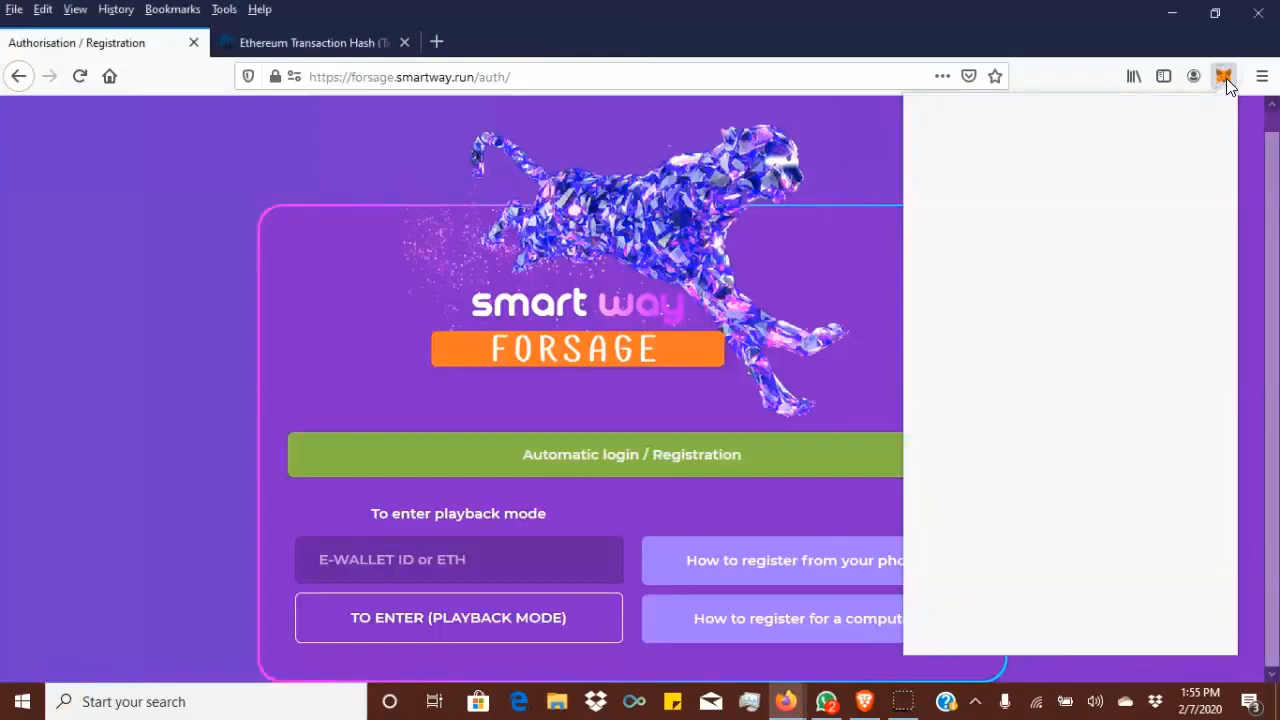 File Edit View History Bookmarks Tools Help
Authorisation / Registration
Ethereum Transaction Hash (
https://forsage.smartway.run/auth/
smart way
FORSAGE
Automatic login / Registration
To enter playback mode
E-WALLET ID or ETH
How to register from your pho
TO ENTER (PLAYBACK MODE)
How to register for a comput
Start your search
2
1:55 PM
2/7/2020
3